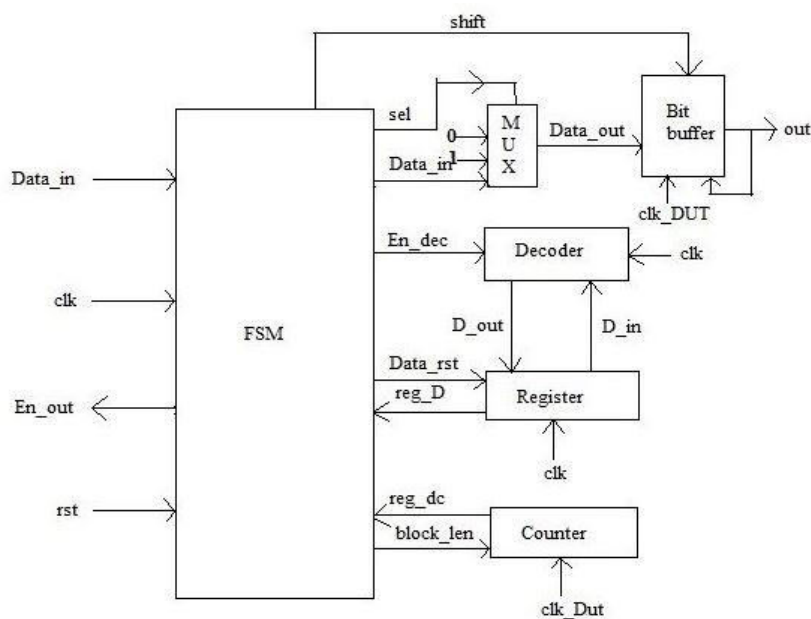 shift
sel
0
1
M
U
X
Data_out
Bit
buffer
out
Data_in
Data_in
clk_DUT
En_dec
Decoder
clk
clk
FSM
D_out
D_in
Data_rst
Register
En_out
reg_D
clk
rst
reg_dc
Counter
block_len
clk_Dut